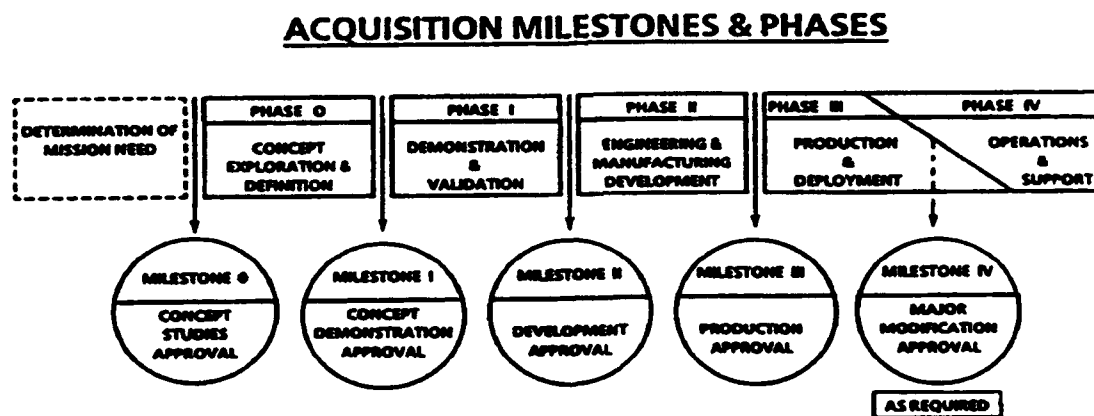 ACQUISITION MILESTONES & PHASES
DETERMINATION OF
MISSION NEED
PHASE 0
CONCEPT
EXPLORATION &
DEFINITION
PHASE I
DEMONSTRATION
&
VALIDATION
PHASE II
ENGINEERING &
MANUFACTURING
DEVELOPMENT
PHASE III
PRODUCTION
&
DEPLOYMENT
PHASE IV
OPERATIONS
&
SUPPORT
MILESTONE 0
CONCEPT
STUDIES
APPROVAL
MILESTONE I
CONCEPT
DEMONSTRATION
APPROVAL
MILESTONE II
DEVELOPMENT
APPROVAL
MILESTONE III
PRODUCTION
APPROVAL
MILESTONE IV
MAJOR
MODIFICATION
APPROVAL
AS REQUIRED